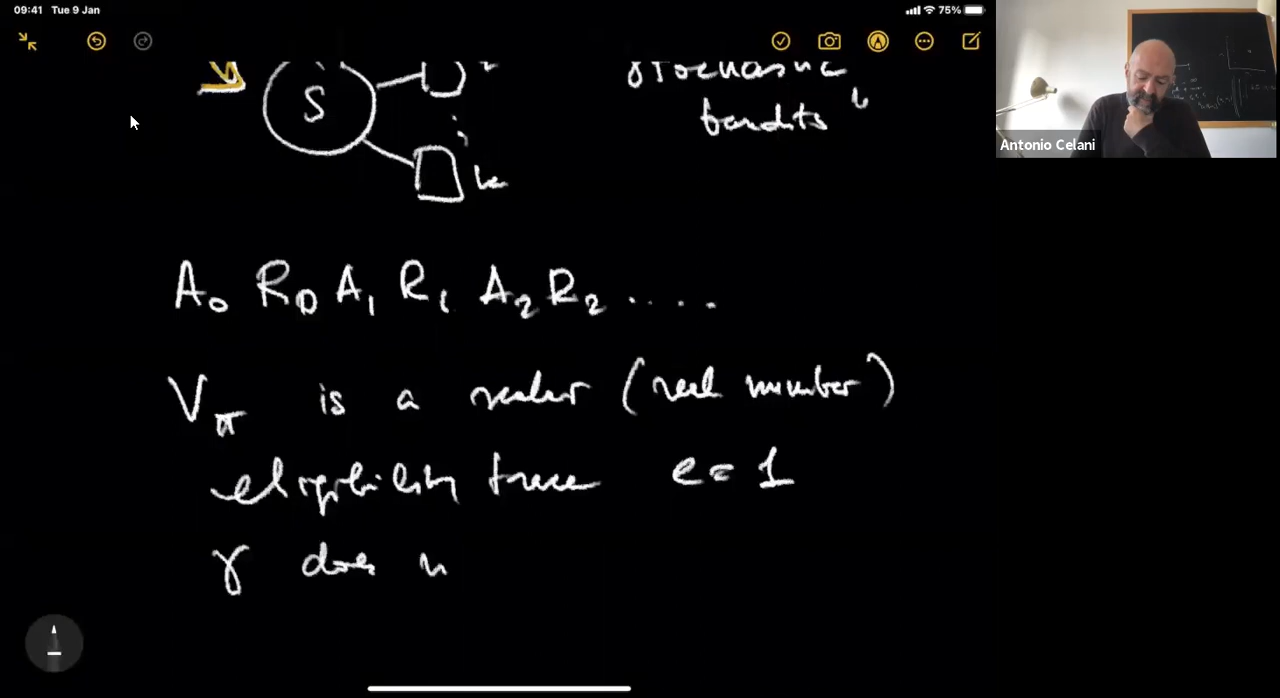 09:41 Tue 9 Jan 75%
Stochastic
S
bandits"
k
A₀ R₀ A₁ R₁ A₂ R₂ ....
Antonio Celani
Vπ is a scalar (real number)
eligibility trace e = 1
γ does n